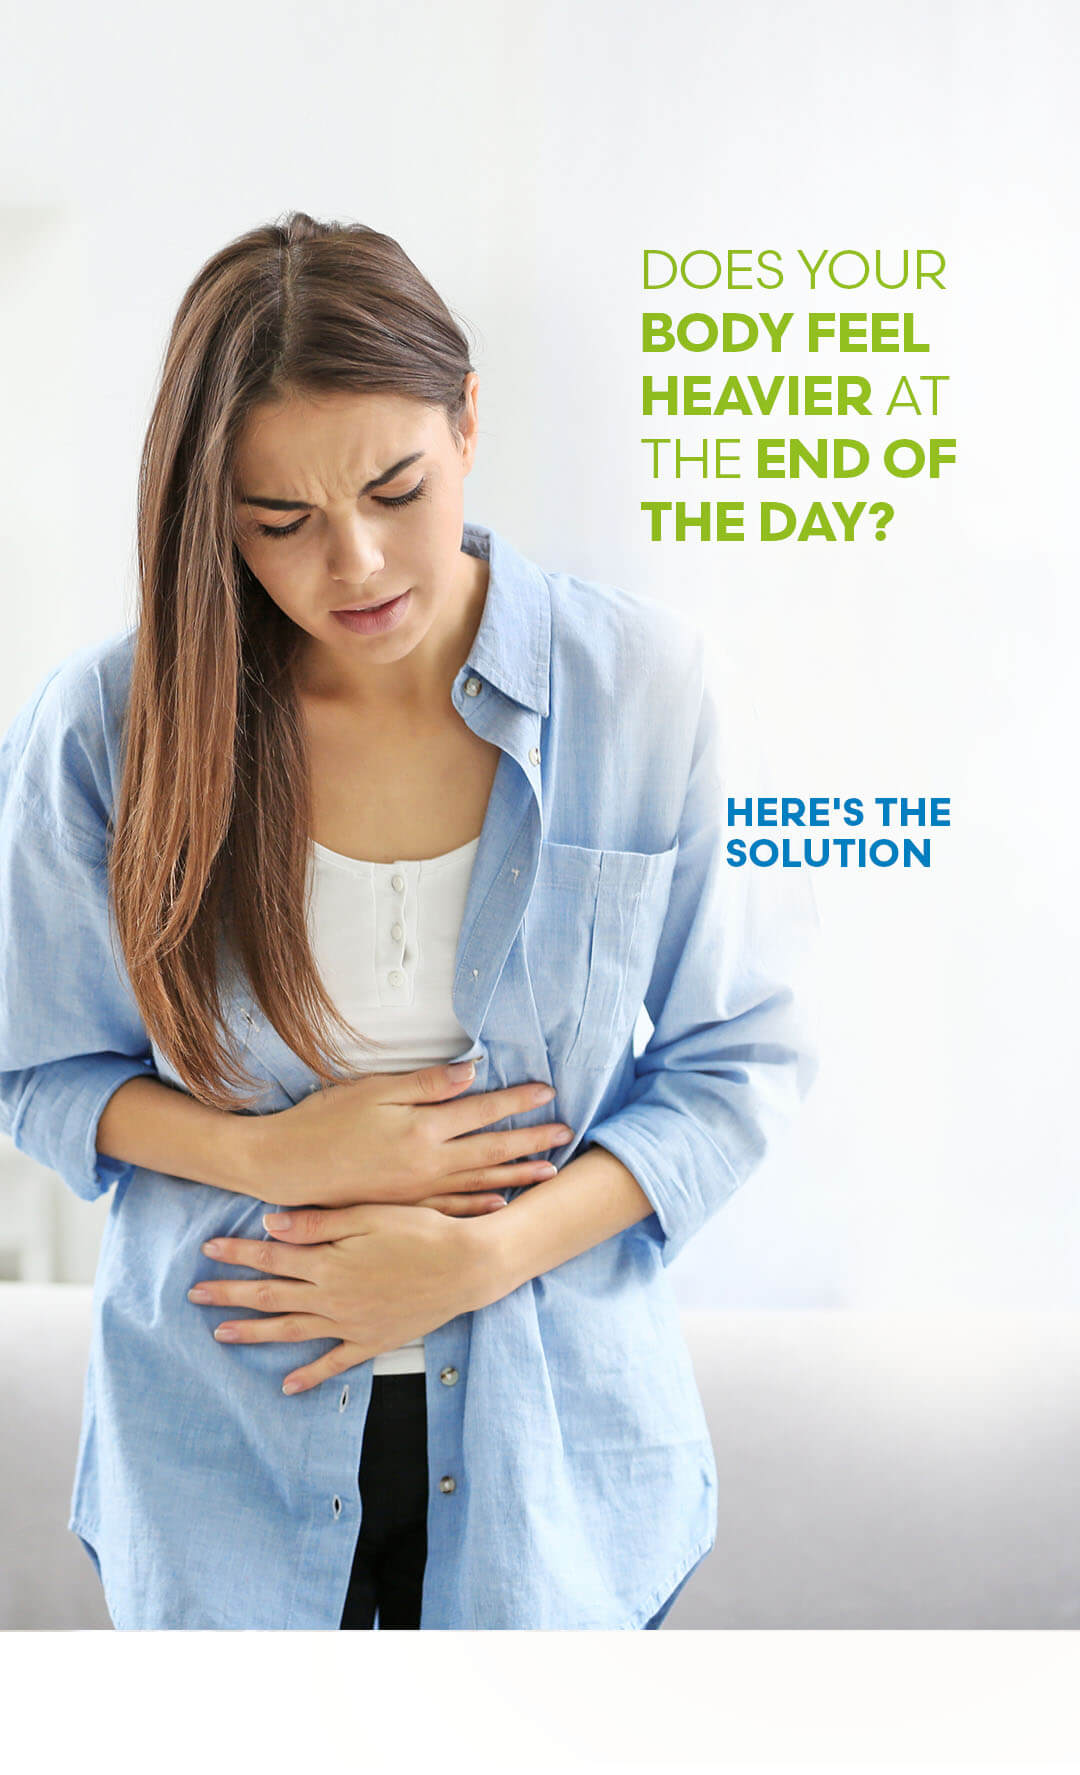 DOES YOUR
BODY FEEL
HEAVIER AT
THE END OF
THE DAY?
HERE'S THE
SOLUTION